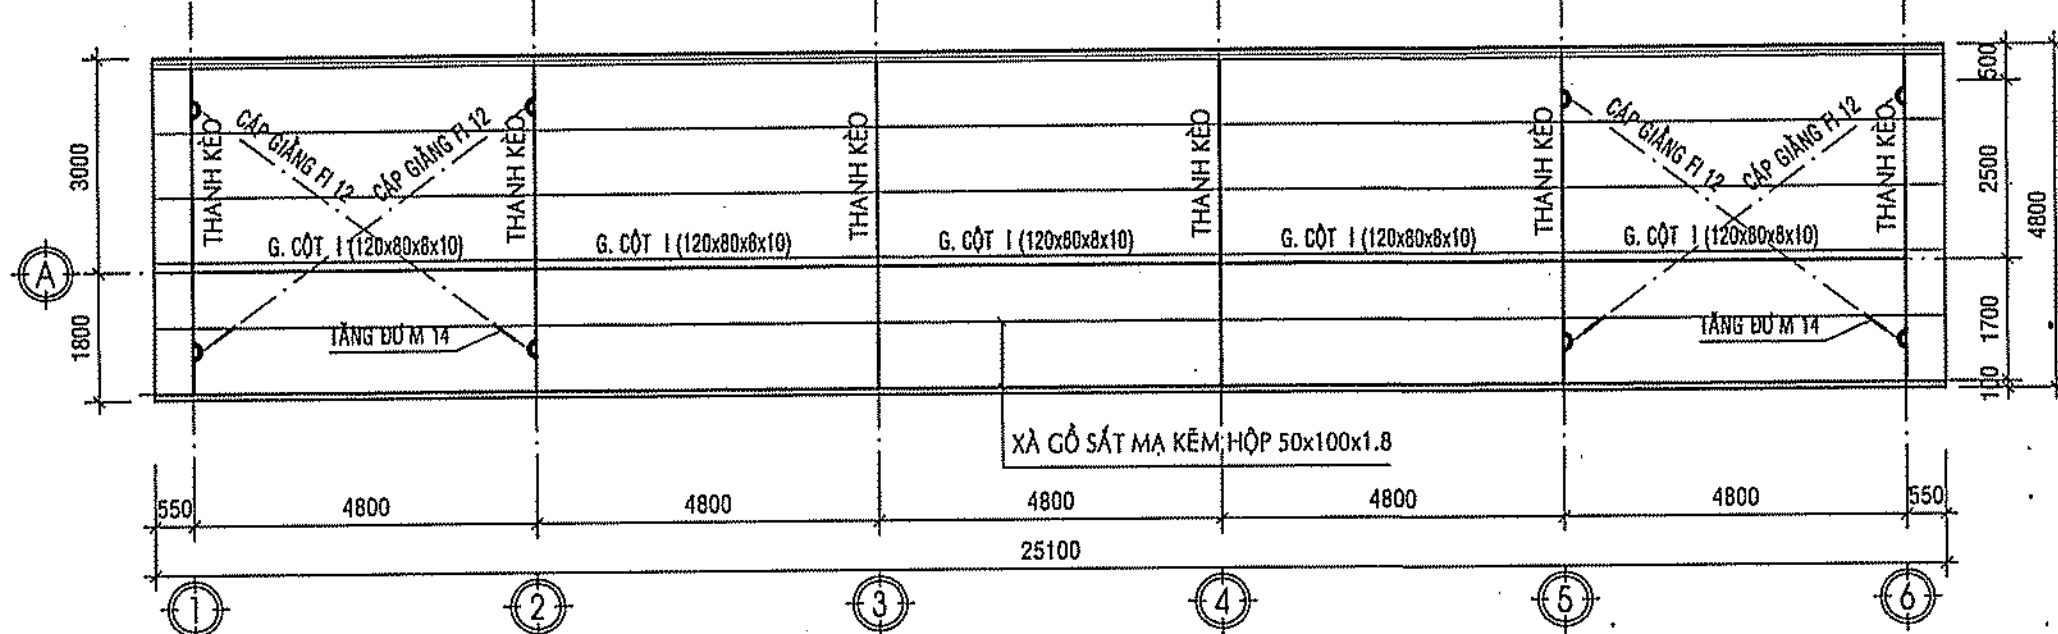 500
CÁP GIẰNG FI 12
CÁP GIẰNG FI 12
CÁP GIẰNG FI 12
CÁP GIẰNG FI 12
THANH KÈO
THANH KÈO
THANH KÈO
THANH KÈO
THANH KÈO
THANH KÈO
3000
2500
4800
G. CỘT I (120x80x8x10)
G. CỘT I (120x80x8x10)
G. CỘT I (120x80x8x10)
G. CỘT I (120x80x8x10)
G. CỘT I (120x80x8x10)
A
1800
TĂNG ĐƯ M 14
TĂNG ĐƯ M 14
1700
100
XÀ GỒ SẮT MẠ KẼM HỘP 50x100x1.8
550
4800
4800
4800
4800
4800
550
25100
1
2
3
4
5
6